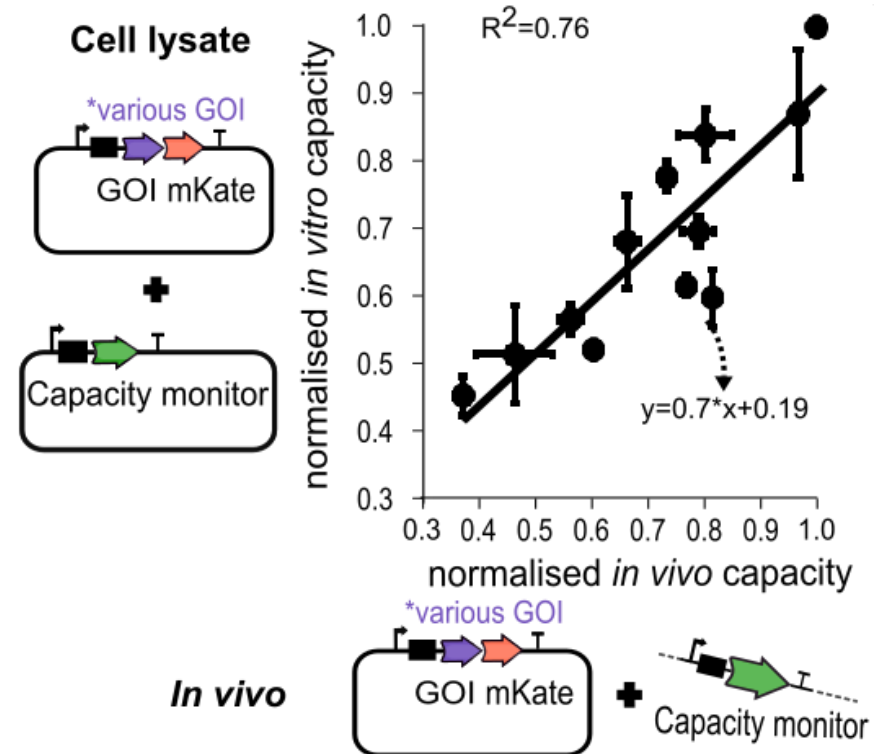 Cell lysate
*various GOI
GOI mKate
Capacity monitor
normalised in vitro capacity
R2=0.76
1.0
0.9
0.8
0.7
0.6
0.5
0.4
0.3
y=0.7*x+0.19
0.3 0.4 0.5 0.6 0.7 0.8 0.9 1.0
normalised in vivo capacity
*various GOI
In vivo
GOI mKate
Capacity monitor